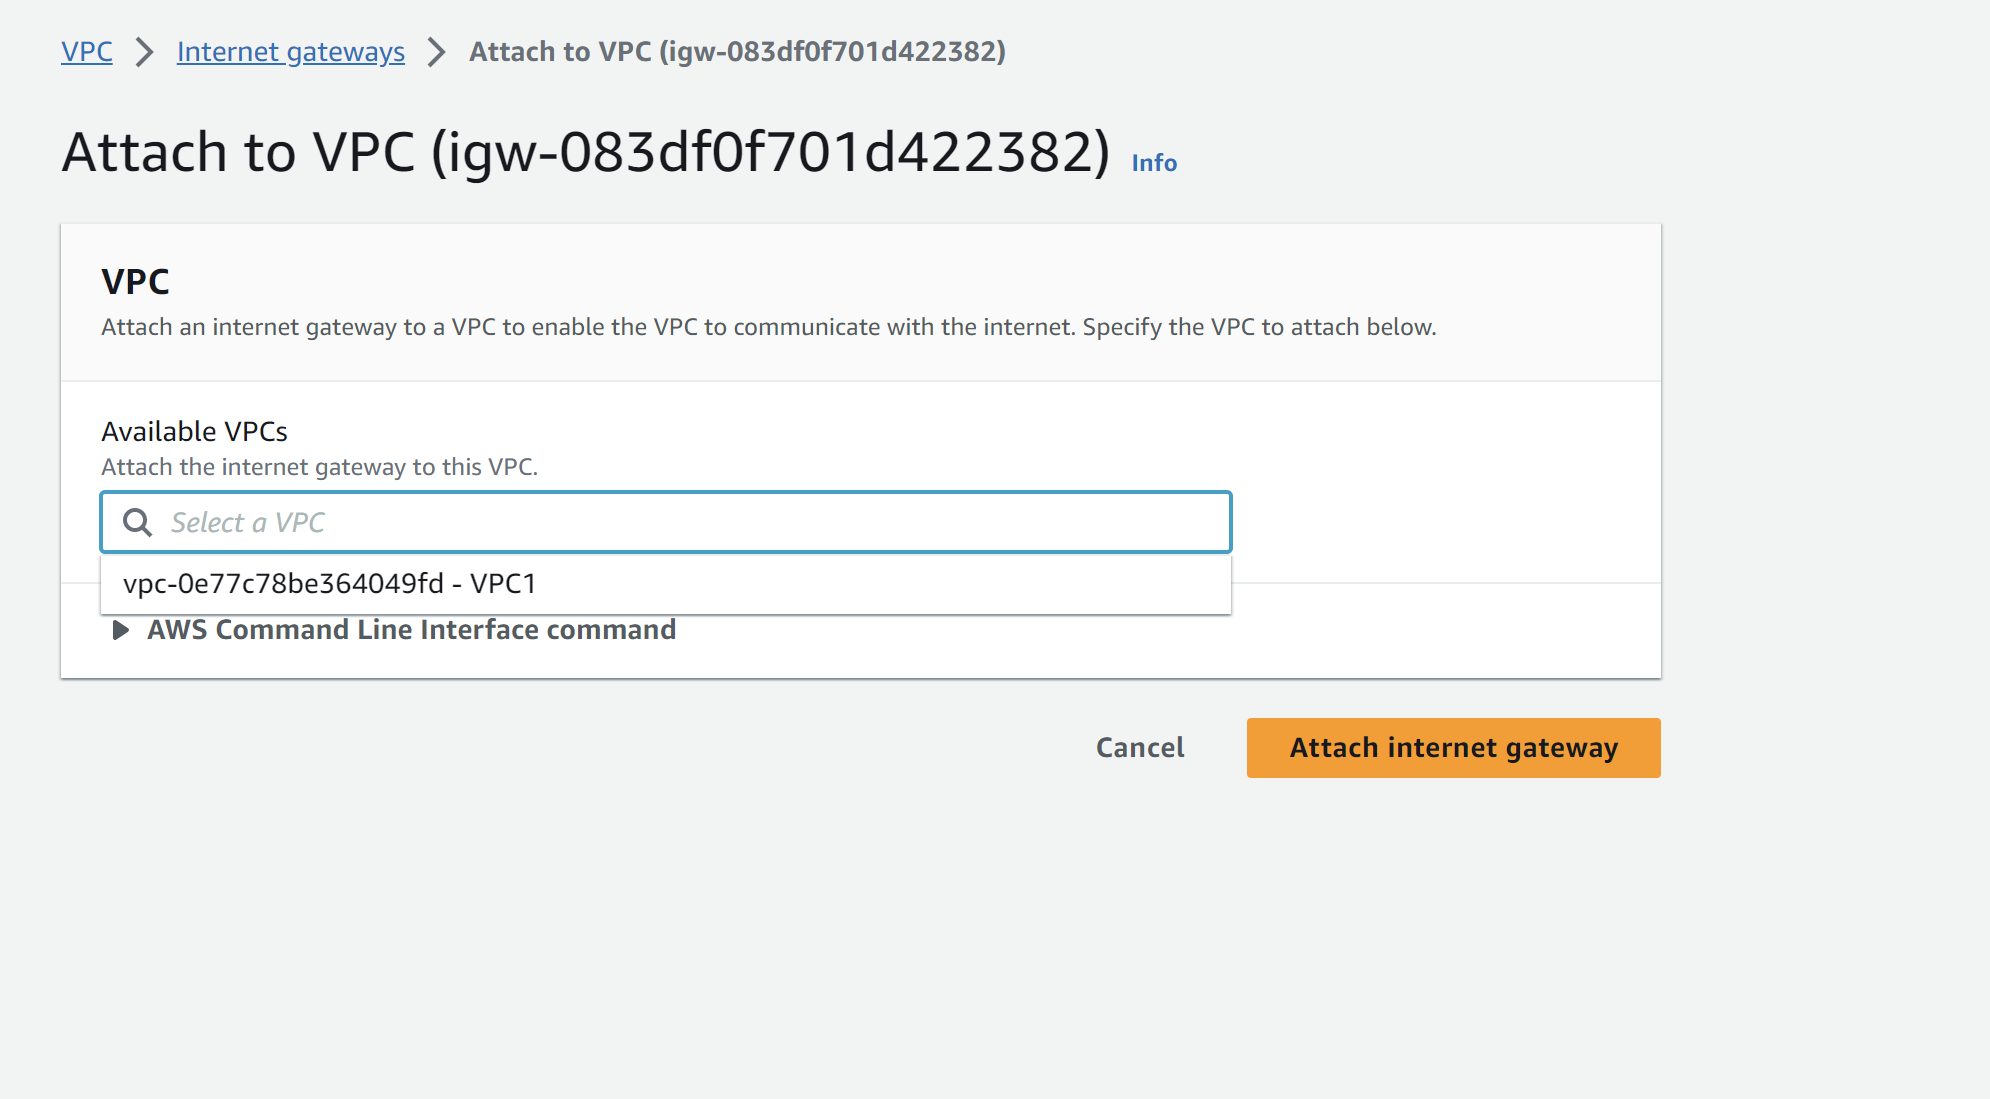 VPC > Internet gateways > Attach to VPC (igw-083df0f701d422382)
Attach to VPC (igw-083df0f701d422382) Info
VPC
Attach an internet gateway to a VPC to enable the VPC to communicate with the internet. Specify the VPC to attach below.
Available VPCs
Attach the internet gateway to this VPC.
Select a VPC
vpc-0e77c78be364049fd - VPC1
AWS Command Line Interface command
Cancel Attach internet gateway